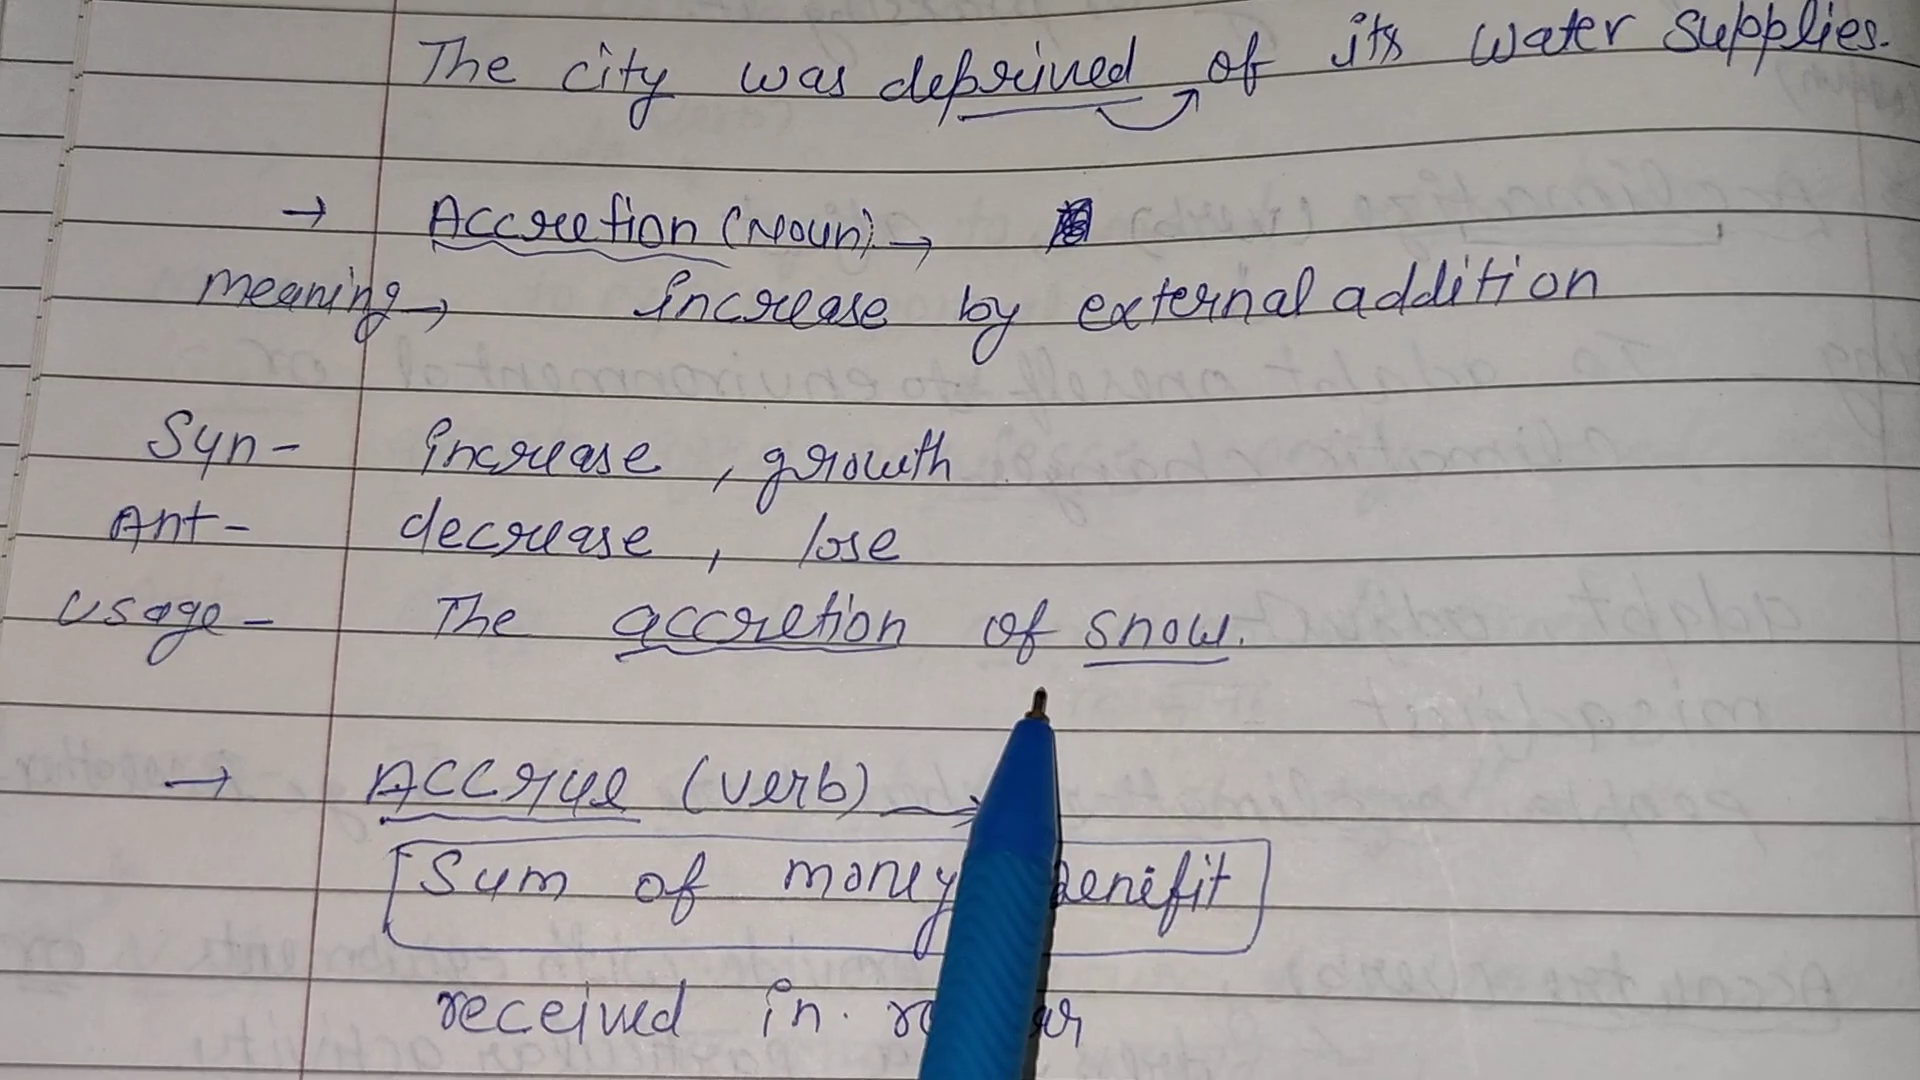 The city was deprived of its water supplies.
→ Accretion (Noun) →
meaning → increase by external addition
Syn - increase, growth
Ant - decrease, lose
Usage - The accretion of snow.
→ Accrue (verb) →
Sum of money benifit
received in